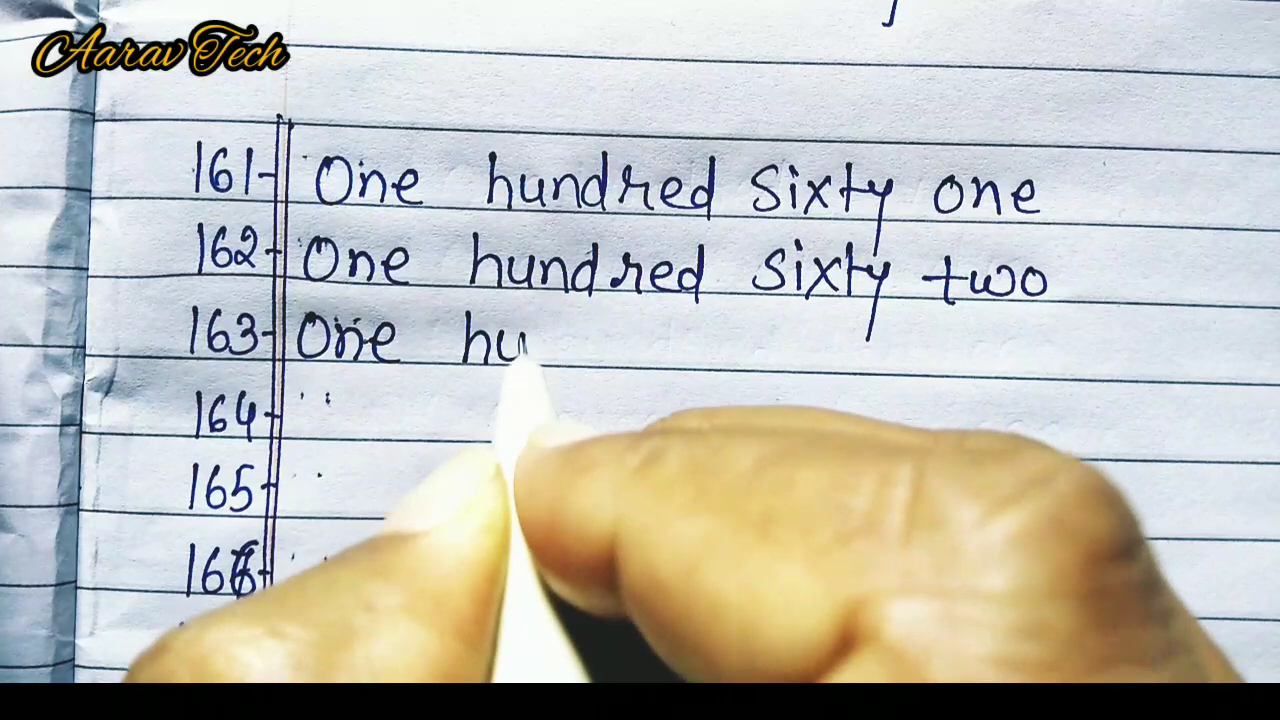 Aarav Tech
161- One hundred sixty one
162- One hundred sixty two
163- One hu
164-
165-
166-